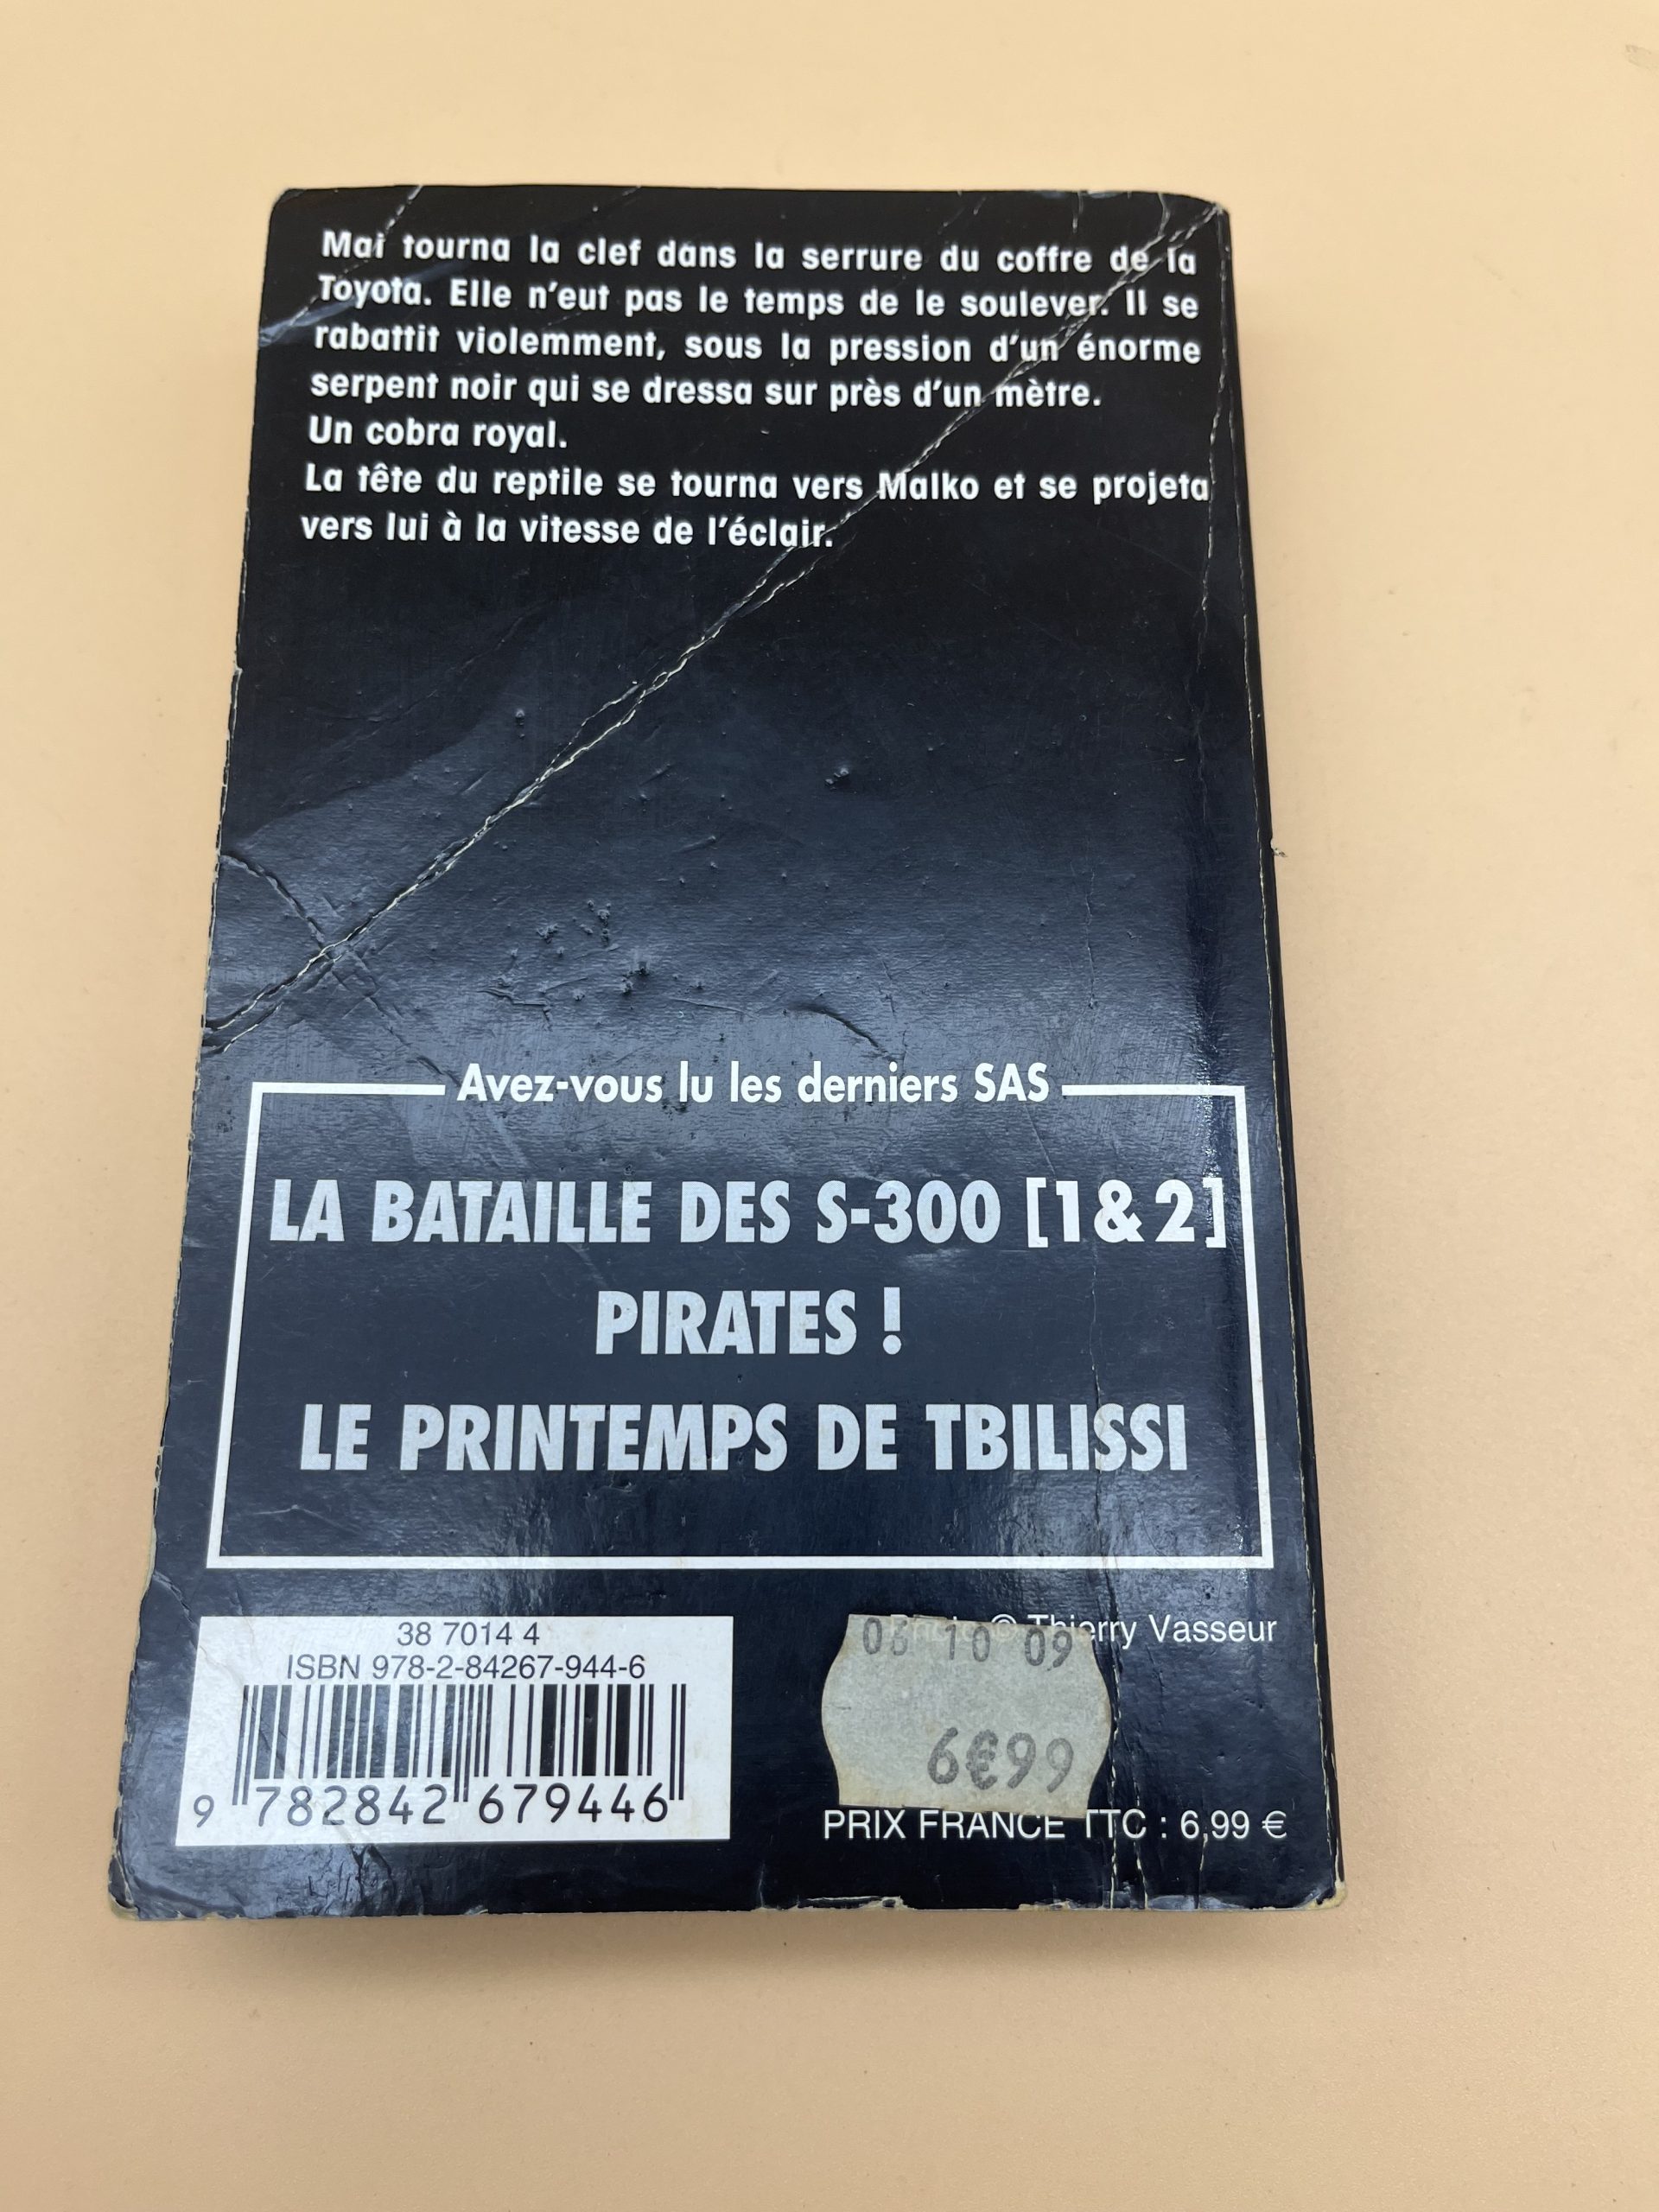 Mai tourna la clef dans la serrure du coffre de la
Toyota. Elle n'eut pas le temps de le soulever. Il se
rabattit violemment, sous la pression d'un énorme
serpent noir qui se dressa sur près d'un mètre.
Un cobra royal.
La tête du reptile se tourna vers Malko et se projeta
vers lui à la vitesse de l'éclair.
Avez-vous lu les derniers SAS
LA BATAILLE DES S-300 [1&2]
PIRATES !
LE PRINTEMPS DE TBILISSI
38 7014 4
ISBN 978-2-84267-944-6
9 782842 679446
Photo © Thierry Vasseur
10 09
6€99
PRIX FRANCE TTC : 6,99 €